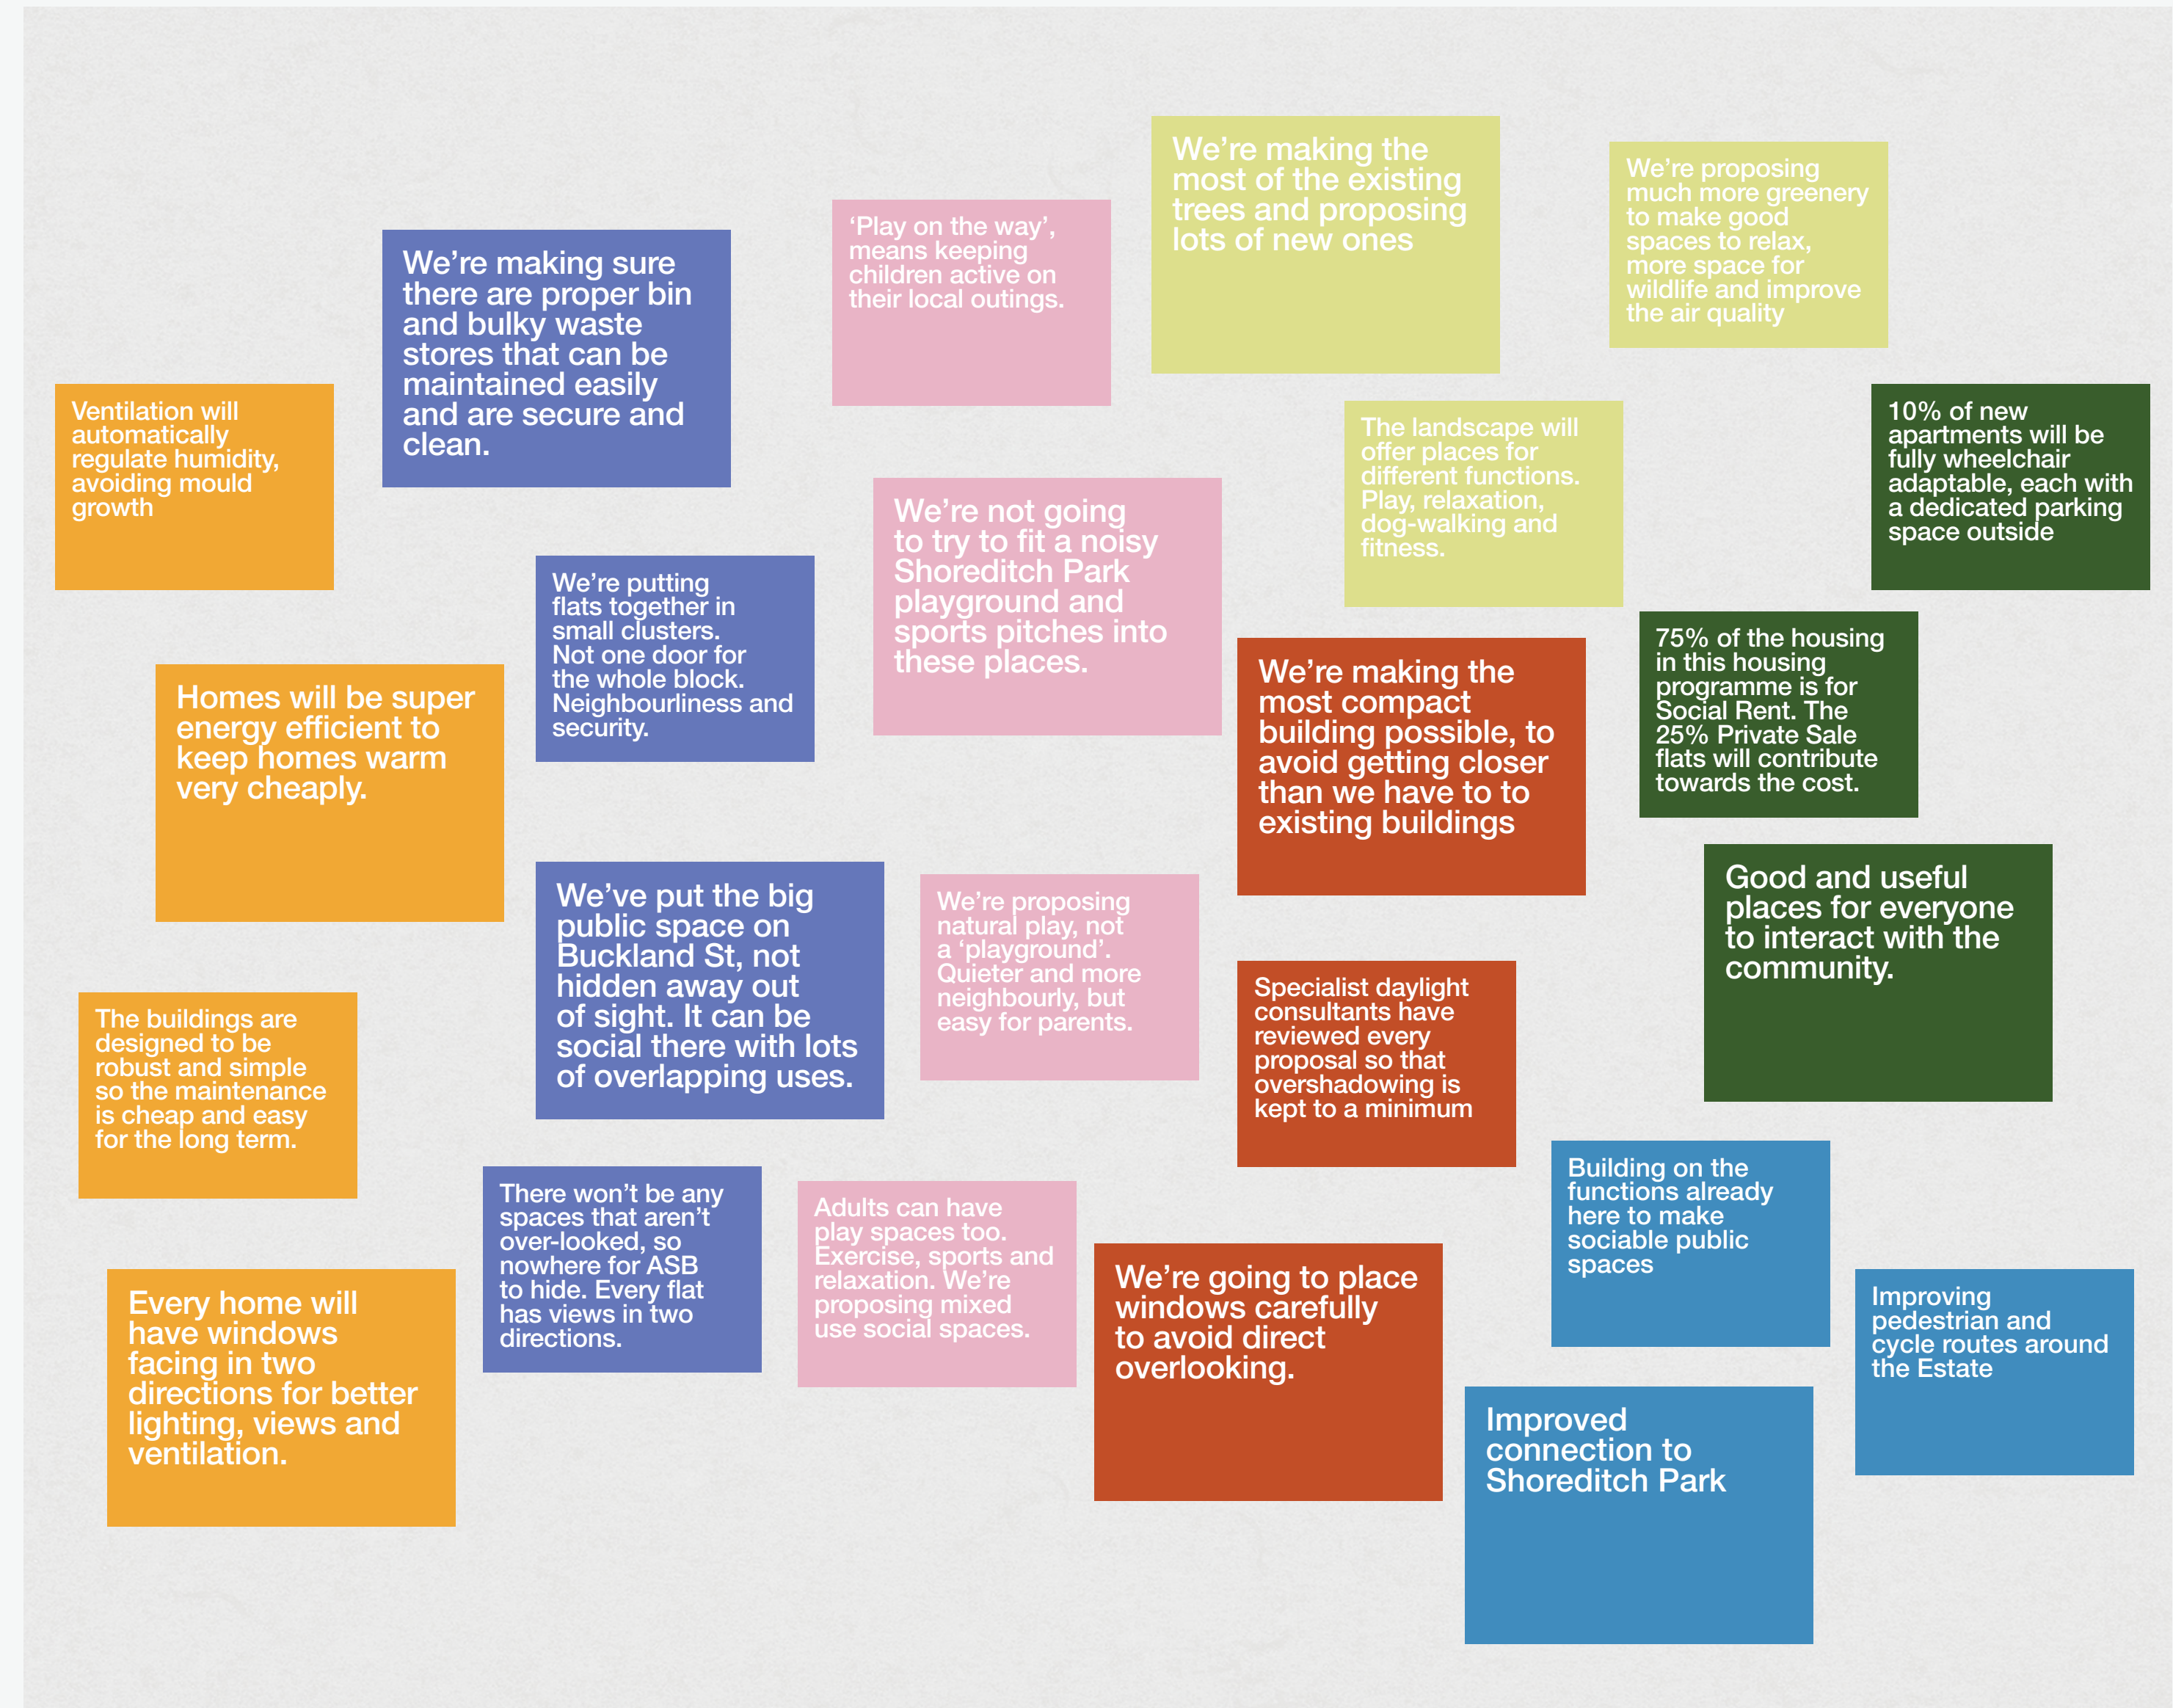 We’re making the
most of the existing
trees and proposing
lots of new ones
We’re proposing
much more greenery
to make good
spaces to relax,
more space for
wildlife and improve
the air quality
‘Play on the way’,
means keeping
children active on
their local outings.
We’re making sure
there are proper bin
and bulky waste
stores that can be
maintained easily
and are secure and
clean.
Ventilation will
automatically
regulate humidity,
avoiding mould
growth
The landscape will
offer places for
different functions.
Play, relaxation,
dog-walking and
fitness.
10% of new
apartments will be
fully wheelchair
adaptable, each with
a dedicated parking
space outside
We’re not going
to try to fit a noisy
Shoreditch Park
playground and
sports pitches into
these places.
We’re putting
flats together in
small clusters.
Not one door for
the whole block.
Neighbourliness and
security.
75% of the housing
in this housing
programme is for
Social Rent. The
25% Private Sale
flats will contribute
towards the cost.
We’re making the
most compact
building possible, to
avoid getting closer
than we have to to
existing buildings
Homes will be super
energy efficient to
keep homes warm
very cheaply.
Good and useful
places for everyone
to interact with the
community.
We’ve put the big
public space on
Buckland St, not
hidden away out
of sight. It can be
social there with lots
of overlapping uses.
We’re proposing
natural play, not
a ‘playground’.
Quieter and more
neighbourly, but
easy for parents.
Specialist daylight
consultants have
reviewed every
proposal so that
overshadowing is
kept to a minimum
The buildings are
designed to be
robust and simple
so the maintenance
is cheap and easy
for the long term.
Building on the
functions already
here to make
sociable public
spaces
There won’t be any
spaces that aren’t
over-looked, so
nowhere for ASB
to hide. Every flat
has views in two
directions.
Adults can have
play spaces too.
Exercise, sports and
relaxation. We’re
proposing mixed
use social spaces.
We’re going to place
windows carefully
to avoid direct
overlooking.
Every home will
have windows
facing in two
directions for better
lighting, views and
ventilation.
Improving
pedestrian and
cycle routes around
the Estate
Improved
connection to
Shoreditch Park